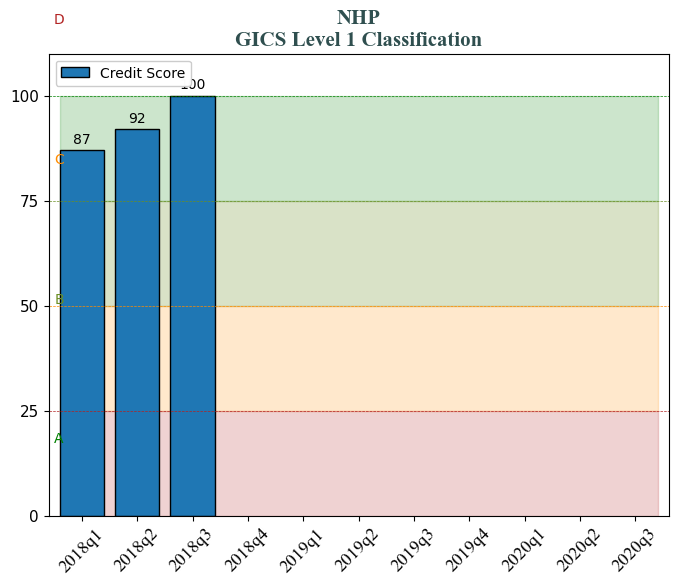 D
NHP
GICS Level 1 Classification
Credit Score
100
100
92
87
C
75
B
50
25
A
0
2018q1
2018q2
2018q3
2018q4
2019q1
2019q2
2019q3
2019q4
2020q1
2020q2
2020q3